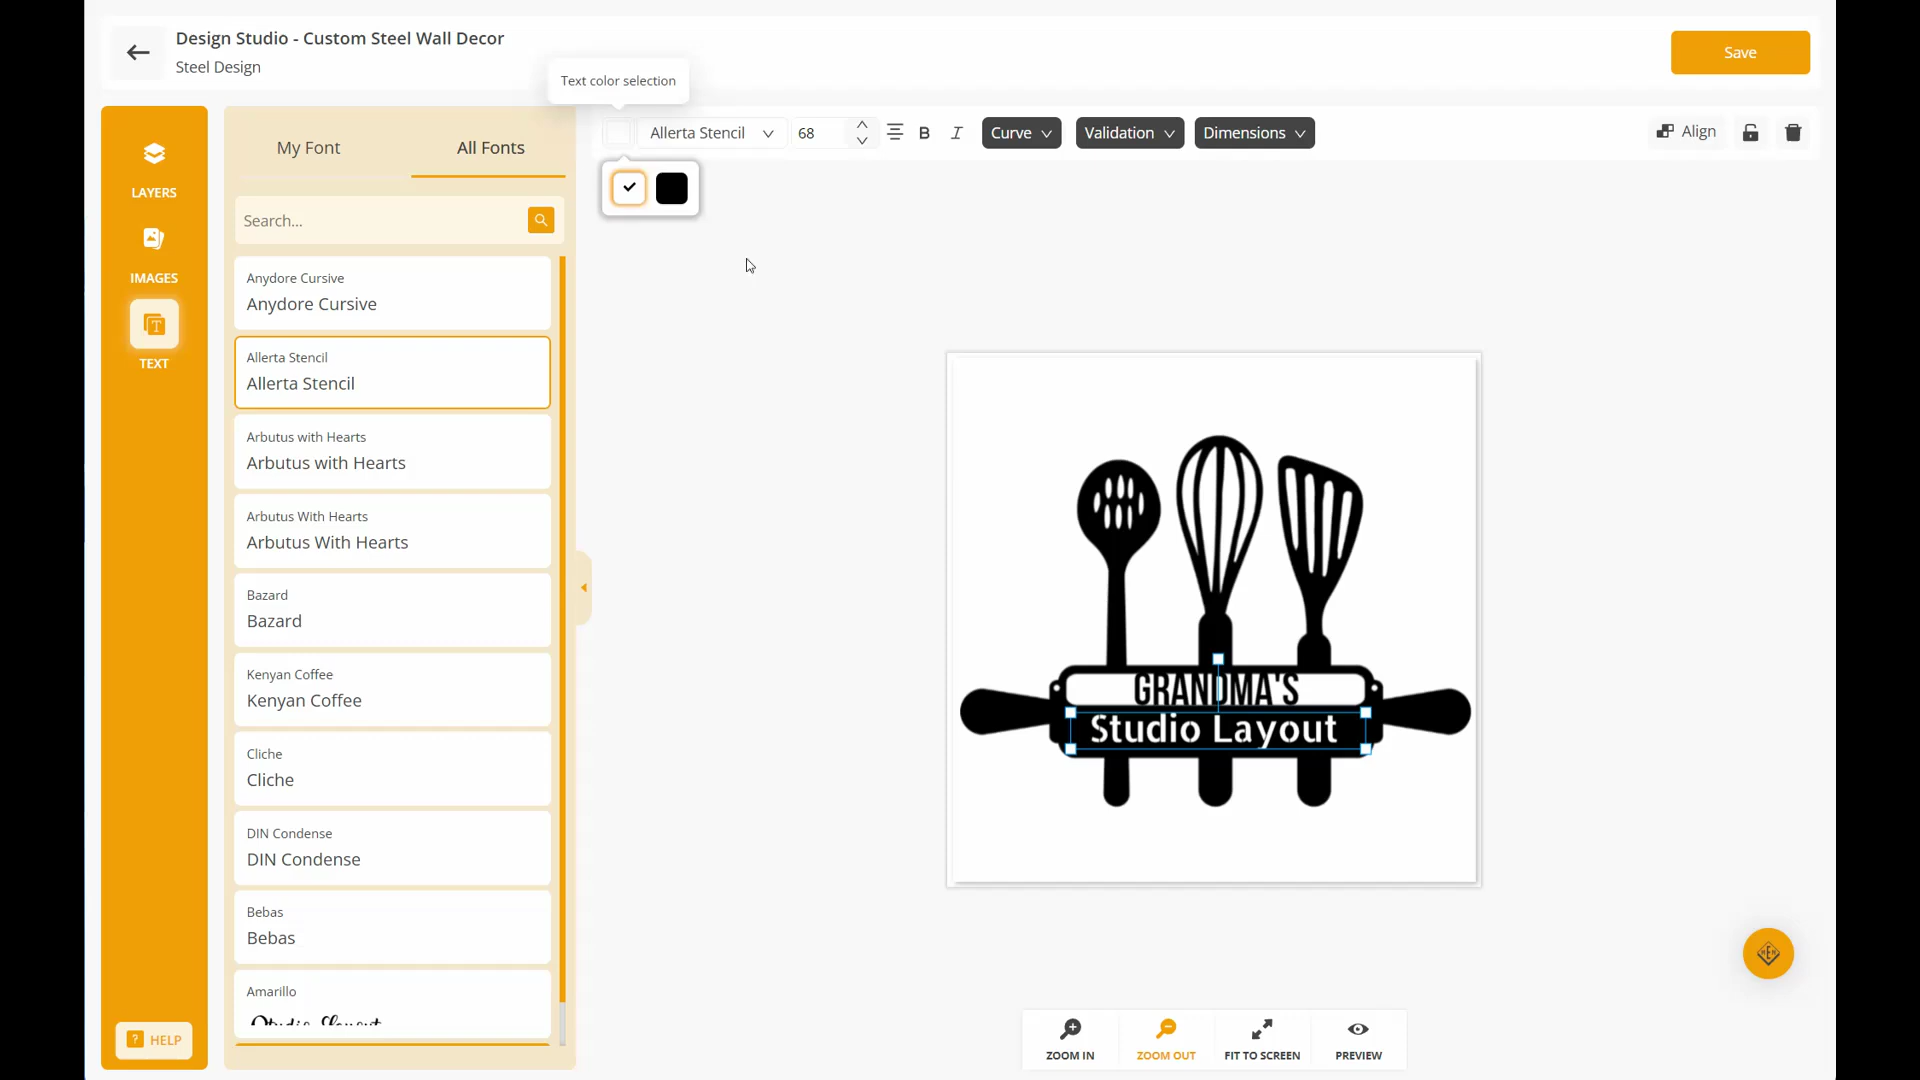 Design Studio - Custom Steel Wall Decor
Steel Design
Save
Text color selection
Allerta Stencil
68
B
I
Curve
Validation
Dimensions
Align
LAYERS
IMAGES
T
TEXT
? HELP
My Font
All Fonts
Search...
Anydore Cursive
Anydore Cursive
Allerta Stencil
Allerta Stencil
Arbutus with Hearts
Arbutus with Hearts
Arbutus With Hearts
Arbutus With Hearts
Bazard
Bazard
Kenyan Coffee
Kenyan Coffee
Cliche
Cliche
DIN Condense
DIN Condense
Bebas
Bebas
Amarillo
Studio Layout
GRANDMA'S
Studio Layout
ZOOM IN
ZOOM OUT
FIT TO SCREEN
PREVIEW